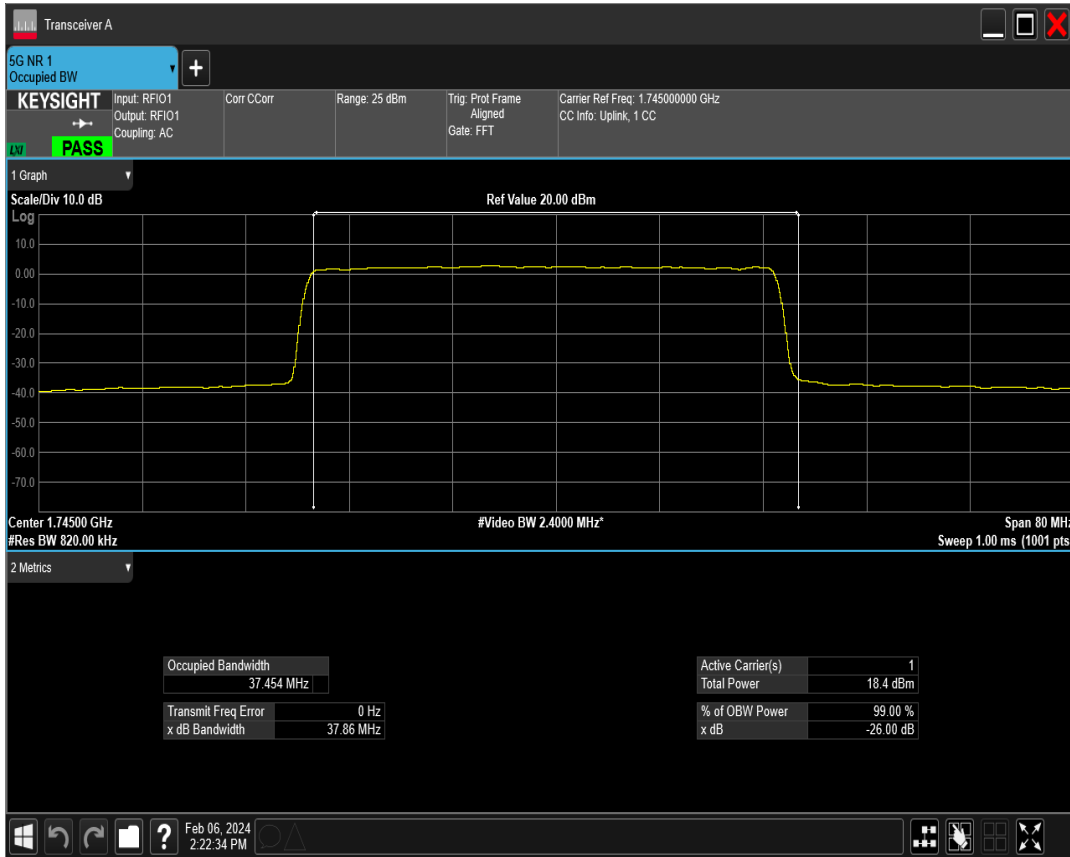 Transceiver A
5G NR 1
Occupied BW
KEYSIGHT
LXI
PASS
Input: RFIO1
Output: RFIO1
Coupling: AC
Corr CCorr
Range: 25 dBm
Trig: Prot Frame
Aligned
Gate: FFT
Carrier Ref Freq: 1.745000000 GHz
CC Info: Uplink, 1 CC
1 Graph
Scale/Div 10.0 dB
Ref Value 20.00 dBm
Log
10.0
0.00
-10.0
-20.0
-30.0
-40.0
-50.0
-60.0
-70.0
Center 1.74500 GHz
#Video BW 2.4000 MHz*
Span 80 MHz
#Res BW 820.00 kHz
Sweep 1.00 ms (1001 pts
2 Metrics
Occupied Bandwidth
37.454 MHz
Transmit Freq Error 0 Hz
x dB Bandwidth 37.86 MHz
Active Carrier(s) 1
Total Power 18.4 dBm
% of OBW Power 99.00 %
x dB -26.00 dB
?
Feb 06, 2024
2:22:34 PM